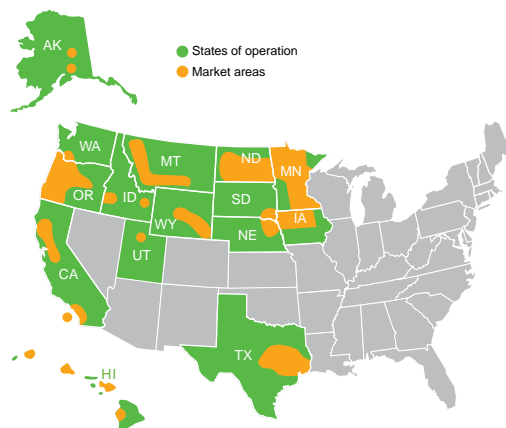 AK
States of operation
Market areas
WA
MT
ND
MN
OR
ID
SD
WY
IA
NE
UT
CA
TX
HI